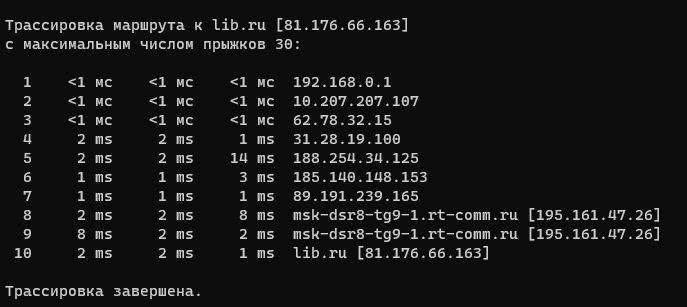 Трассировка маршрута к lib.ru [81.176.66.163]
с максимальным числом прыжков 30:
1 <1 мс <1 мс <1 мс 192.168.0.1
2 <1 мс <1 мс <1 мс 10.207.207.107
3 <1 мс <1 мс <1 мс 62.78.32.15
4 2 ms 2 ms 1 ms 31.28.19.100
5 2 ms 2 ms 14 ms 188.254.34.125
6 1 ms 1 ms 3 ms 185.140.148.153
7 1 ms 1 ms 1 ms 89.191.239.165
8 2 ms 2 ms 8 ms msk-dsr8-tg9-1.rt-comm.ru [195.161.47.26]
9 8 ms 2 ms 2 ms msk-dsr8-tg9-1.rt-comm.ru [195.161.47.26]
10 2 ms 2 ms 1 ms lib.ru [81.176.66.163]
Трассировка завершена.